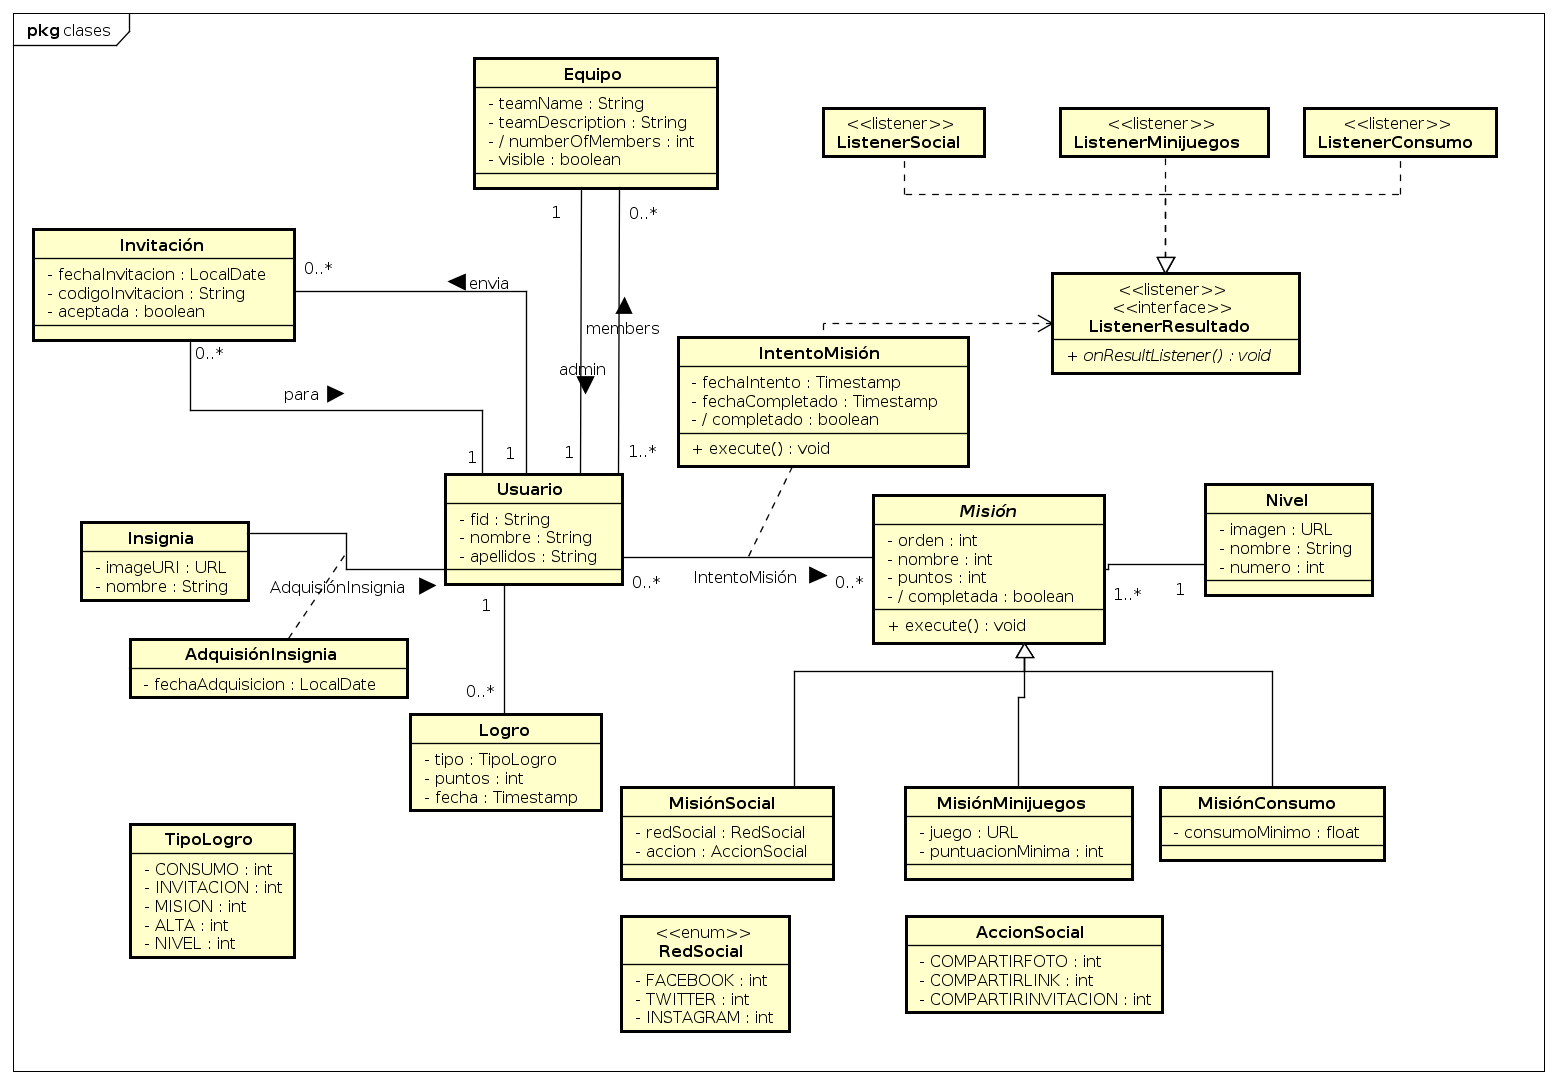 pkg clases
Equipo
- teamName : String
- teamDescription : String
- / numberOfMembers : int
- visible : boolean
<<listener>>
ListenerSocial
<<listener>>
ListenerMinijuegos
<<listener>>
ListenerConsumo
1
0..*
Invitación
- fechaInvitacion : LocalDate
- codigoInvitacion : String
- aceptada : boolean
0..*
envia
0..*
para
members
admin
<<listener>>
<<interface>>
ListenerResultado
+ onResultListener() : void
IntentoMisión
- fechaIntento : Timestamp
- fechaCompletado : Timestamp
- / completado : boolean
+ execute() : void
1
1
1
1..*
Usuario
- fid : String
- nombre : String
- apellidos : String
Misión
- orden : int
- nombre : int
- puntos : int
- / completada : boolean
+ execute() : void
Nivel
- imagen : URL
- nombre : String
- numero : int
Insignia
- imageURI : URL
- nombre : String
AdquisiónInsignia
0..*
IntentoMisión
0..*
1..*
1
1
AdquisiónInsignia
- fechaAdquisicion : LocalDate
0..*
Logro
- tipo : TipoLogro
- puntos : int
- fecha : Timestamp
MisiónSocial
- redSocial : RedSocial
- accion : AccionSocial
MisiónMinijuegos
- juego : URL
- puntuacionMinima : int
MisiónConsumo
- consumoMinimo : float
TipoLogro
- CONSUMO : int
- INVITACION : int
- MISION : int
- ALTA : int
- NIVEL : int
<<enum>>
RedSocial
- FACEBOOK : int
- TWITTER : int
- INSTAGRAM : int
AccionSocial
- COMPARTIRFOTO : int
- COMPARTIRLINK : int
- COMPARTIRINVITACION : int